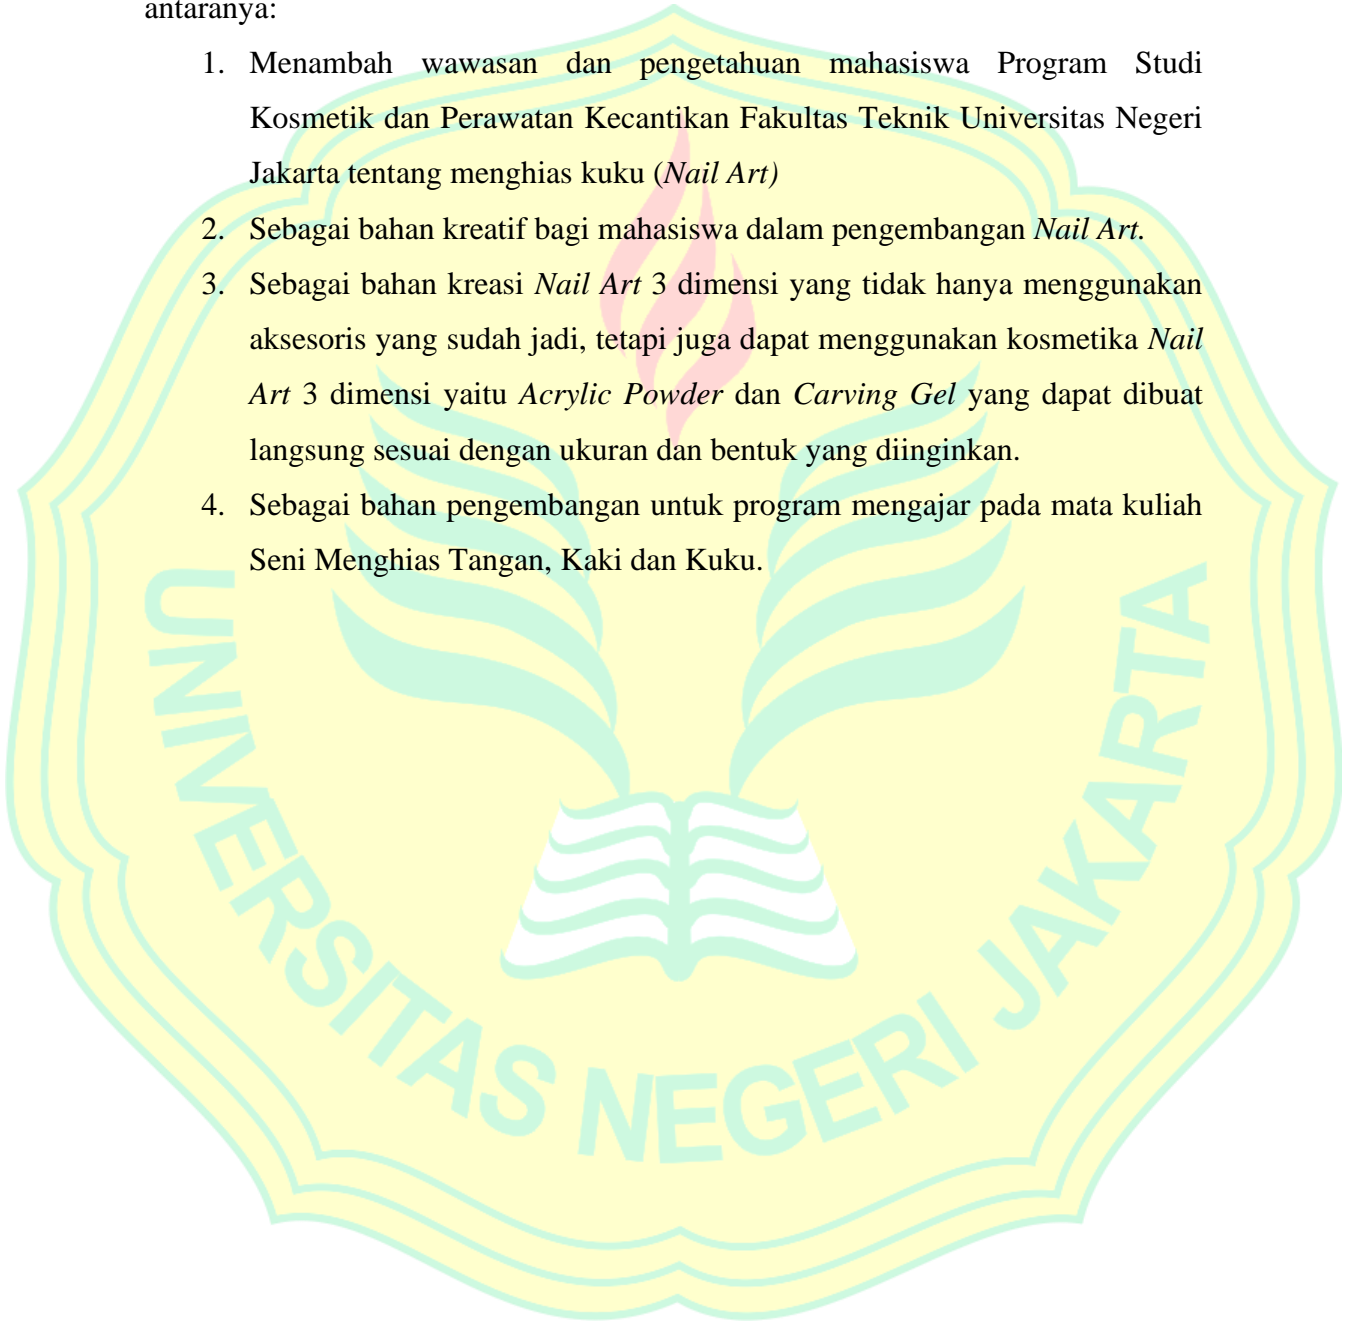 antaranya:
1. Menambah wawasan dan pengetahuan mahasiswa Program Studi
Kosmetik dan Perawatan Kecantikan Fakultas Teknik Universitas Negeri
Jakarta tentang menghias kuku (Nail Art)
2. Sebagai bahan kreatif bagi mahasiswa dalam pengembangan Nail Art.
3. Sebagai bahan kreasi Nail Art 3 dimensi yang tidak hanya menggunakan
aksesoris yang sudah jadi, tetapi juga dapat menggunakan kosmetika Nail
Art 3 dimensi yaitu Acrylic Powder dan Carving Gel yang dapat dibuat
langsung sesuai dengan ukuran dan bentuk yang diinginkan.
4. Sebagai bahan pengembangan untuk program mengajar pada mata kuliah
Seni Menghias Tangan, Kaki dan Kuku.
UNIVERSITAS NEGERI JAKARTA